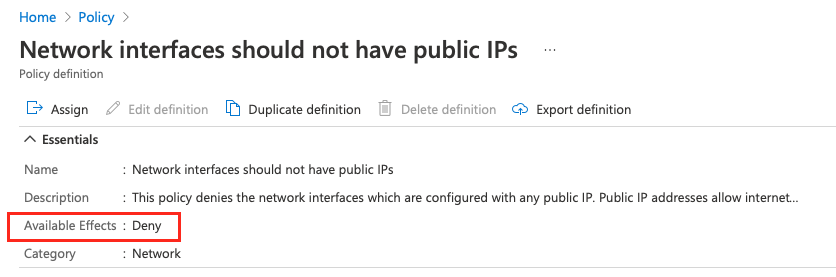 Home > Policy >
Network interfaces should not have public IPs ...
Policy definition
Assign Edit definition Duplicate definition Delete definition Export definition
Essentials
Name : Network interfaces should not have public IPs
Description : This policy denies the network interfaces which are configured with any public IP. Public IP addresses allow internet...
Available Effects : Deny
Category : Network